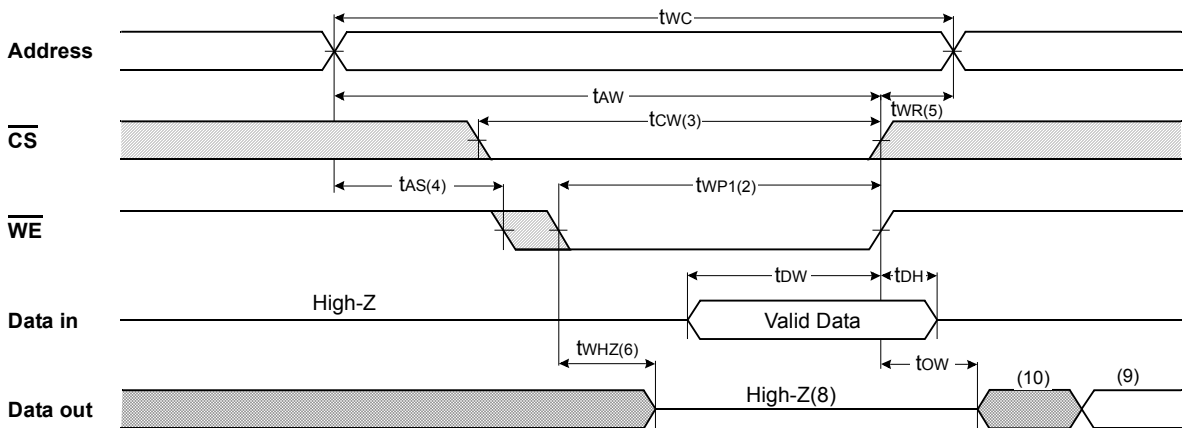 tWC
Address
tAW
tWR(5)
tCW(3)
CS
tAS(4)
tWP1(2)
WE
tDW
tDH
High-Z
Data in
Valid Data
tWHZ(6)
tOW
(10)
(9)
High-Z(8)
Data out